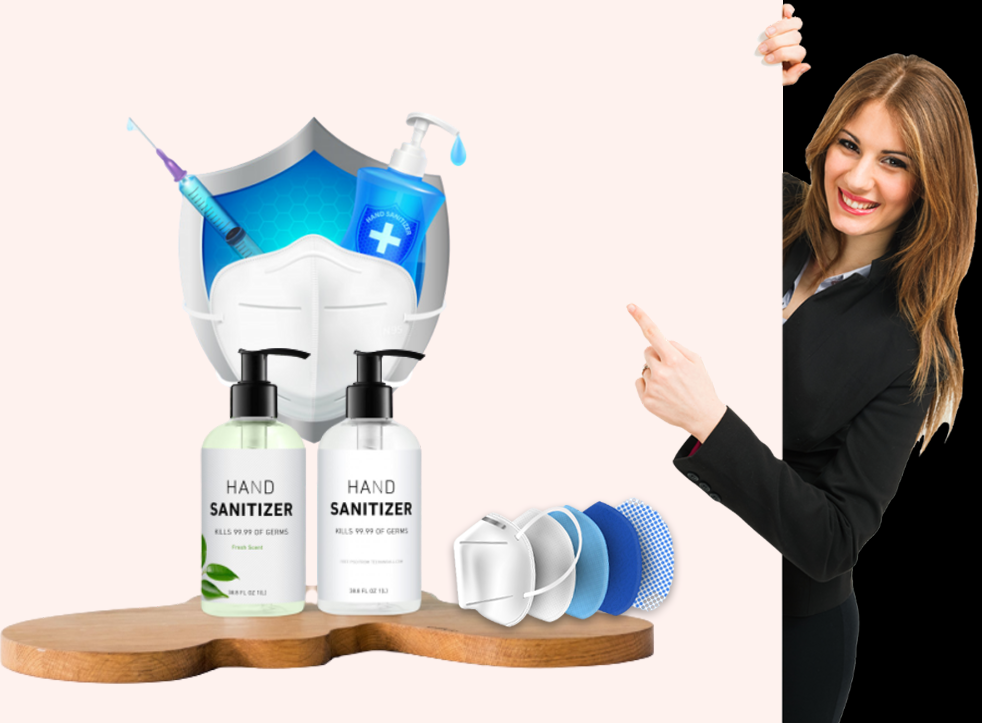 HAND SANITIZER
HAND
SANITIZER
KILLS 99.99 OF GERMS
Fresh Scent
HAND
SANITIZER
KILLS 99.99 OF GERMS